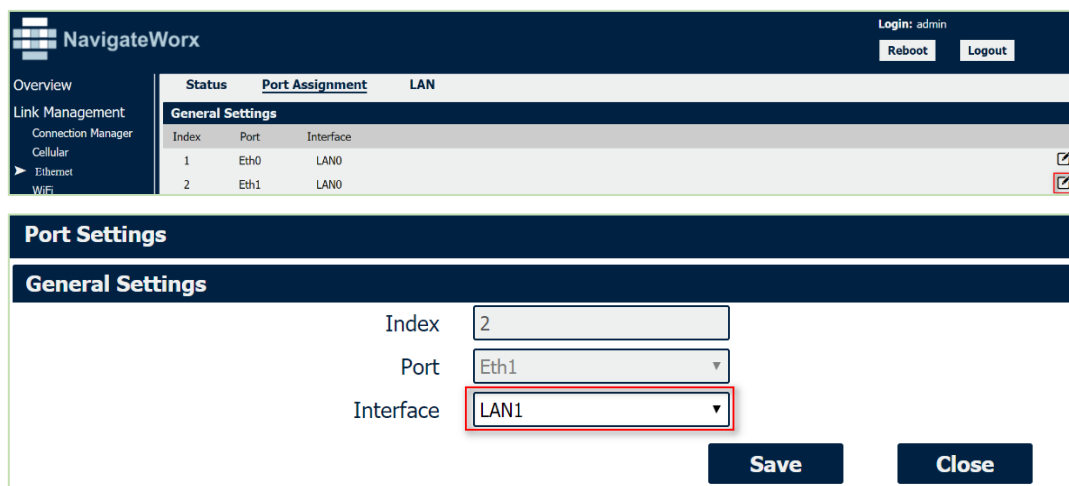 Login: admin
NavigateWorx
Reboot Logout
Overview Status Port Assignment LAN
Link Management General Settings
Connection Manager Index Port Interface
Cellular 1 Eth0 LAN0
Ethernet 2 Eth1 LAN0
WiFi
Port Settings
General Settings
Index 2
Port Eth1
Interface LAN1
Save Close